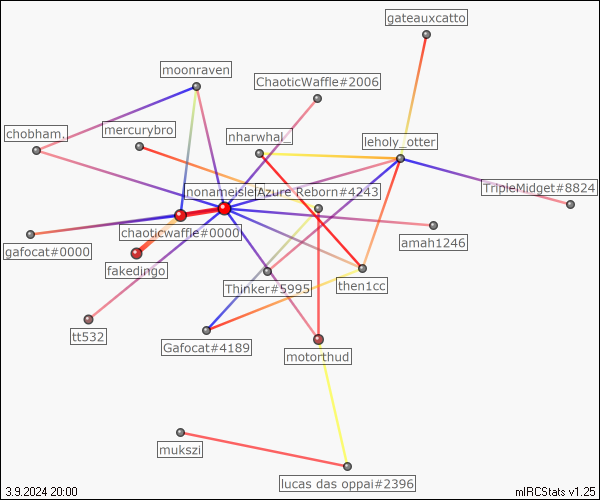 gateauxcatto
moonraven
ChaoticWaffle#2006
chobham.
mercurybro
nharwhal_
leholy_otter
nonameisle
Azure Reborn#4243
TripleMidget#8824
chaoticwaffle#0000
gafocat#0000
amah1246
fakedingo
Thinker#5995
then1cc
tt532
Gafocat#4189
motorthud
mukszi
lucas das oppai#2396
3.9.2024 20:00
mIRCStats v1.25